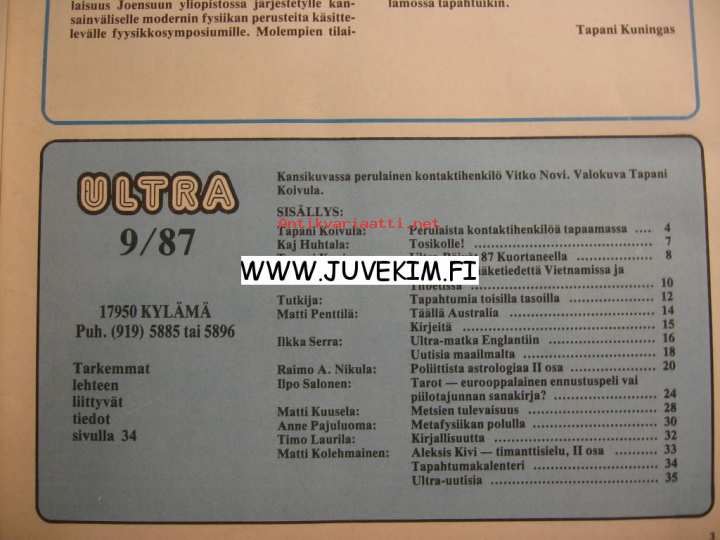 laisuus Joensuun yliopistossa järjestetylle kan-
sainväliselle modernin fysiikan perusteita käsitte-
levälle fyysikkosymposiumille. Molempien tilai-
lamossa tapahtuikin.
Tapani Kuningas
ULTRA
9/87
17950 KYLÄMÄ
Puh. (919) 5885 tai 5896
Tarkemmat
lehteen
liittyvät
tiedot
sivulla 34
Kansikuvassa perulainen kontaktihenkilö Vitko Novi. Valokuva Tapani
Koivula.
SISÄLLYS:
Antikvariaatti.net
Tapani Koivula: Perulaista kontaktihenkilöä tapaamassa .... 4
Kaj Huhtala: Tosikolle! .... 7
87 Kuortaneella .... 8
WWW.JUVEKIM.FI
Vietnamissa ja
.... 10
Tutkija: Tapahtumia toisilla tasoilla .... 12
Matti Penttilä: Täällä Australia .... 14
Kirjeitä .... 15
Ilkka Serra: Ultra-matka Englantiin .... 16
Uutisia maailmalta .... 18
Raimo A. Nikula: Poliittista astrologiaa II osa .... 20
Ilpo Salonen: Tarot — eurooppalainen ennustuspeli vai
piilotajunnan sanakirja? .... 24
Matti Kuusela: Metsien tulevaisuus .... 28
Anne Pajuluoma: Metafysiikan polulla .... 30
Timo Laurila: Kirjallisuutta .... 32
Matti Kolehmainen: Aleksis Kivi — timanttisielu, II osa .... 33
Tapahtumakalenteri .... 34
Ultra-uutisia .... 35